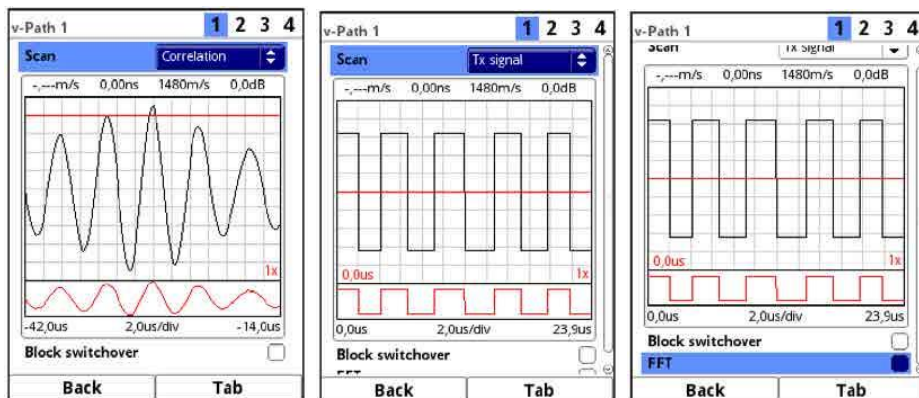 v-Path 1 1 2 3 4
Scan Correlation
-,---m/s 0,00ns 1480m/s 0,0dB
1x
-42,0us 2,0us/div -14,0us
Block switchover
Back Tab
v-Path 1 1 2 3 4
Scan Tx signal
-,---m/s 0,00ns 1480m/s 0,0dB
0,0us 1x
0,0us 2,0us/div 23,9us
Block switchover
FFT
Back Tab
v-Path 1 1 2 3 4
Scan Tx signal
-,---m/s 0,00ns 1480m/s 0,0dB
0,0us 1x
0,0us 2,0us/div 23,9us
Block switchover
FFT
Back Tab